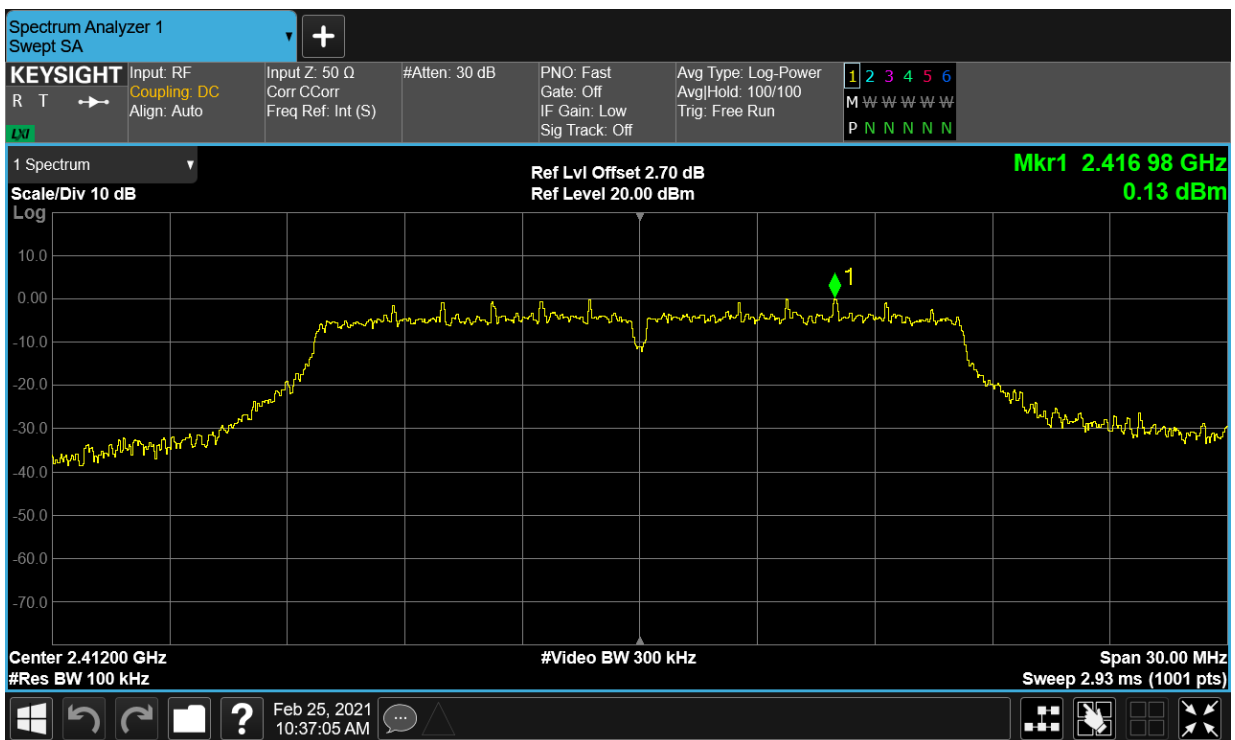 Spectrum Analyzer 1
Swept SA
KEYSIGHT
R T
LXI
Input: RF
Coupling: DC
Align: Auto
Input Z: 50 Ω
Corr CCorr
Freq Ref: Int (S)
#Atten: 30 dB
PNO: Fast
Gate: Off
IF Gain: Low
Sig Track: Off
Avg Type: Log-Power
Avg|Hold: 100/100
Trig: Free Run
1 2 3 4 5 6
M W W W W W
P N N N N N
1 Spectrum
Scale/Div 10 dB
Log
Ref Lvl Offset 2.70 dB
Ref Level 20.00 dBm
Mkr1 2.416 98 GHz
0.13 dBm
1
10.0
0.00
-10.0
-20.0
-30.0
-40.0
-50.0
-60.0
-70.0
Center 2.41200 GHz
#Res BW 100 kHz
#Video BW 300 kHz
Span 30.00 MHz
Sweep 2.93 ms (1001 pts)
?
Feb 25, 2021
10:37:05 AM